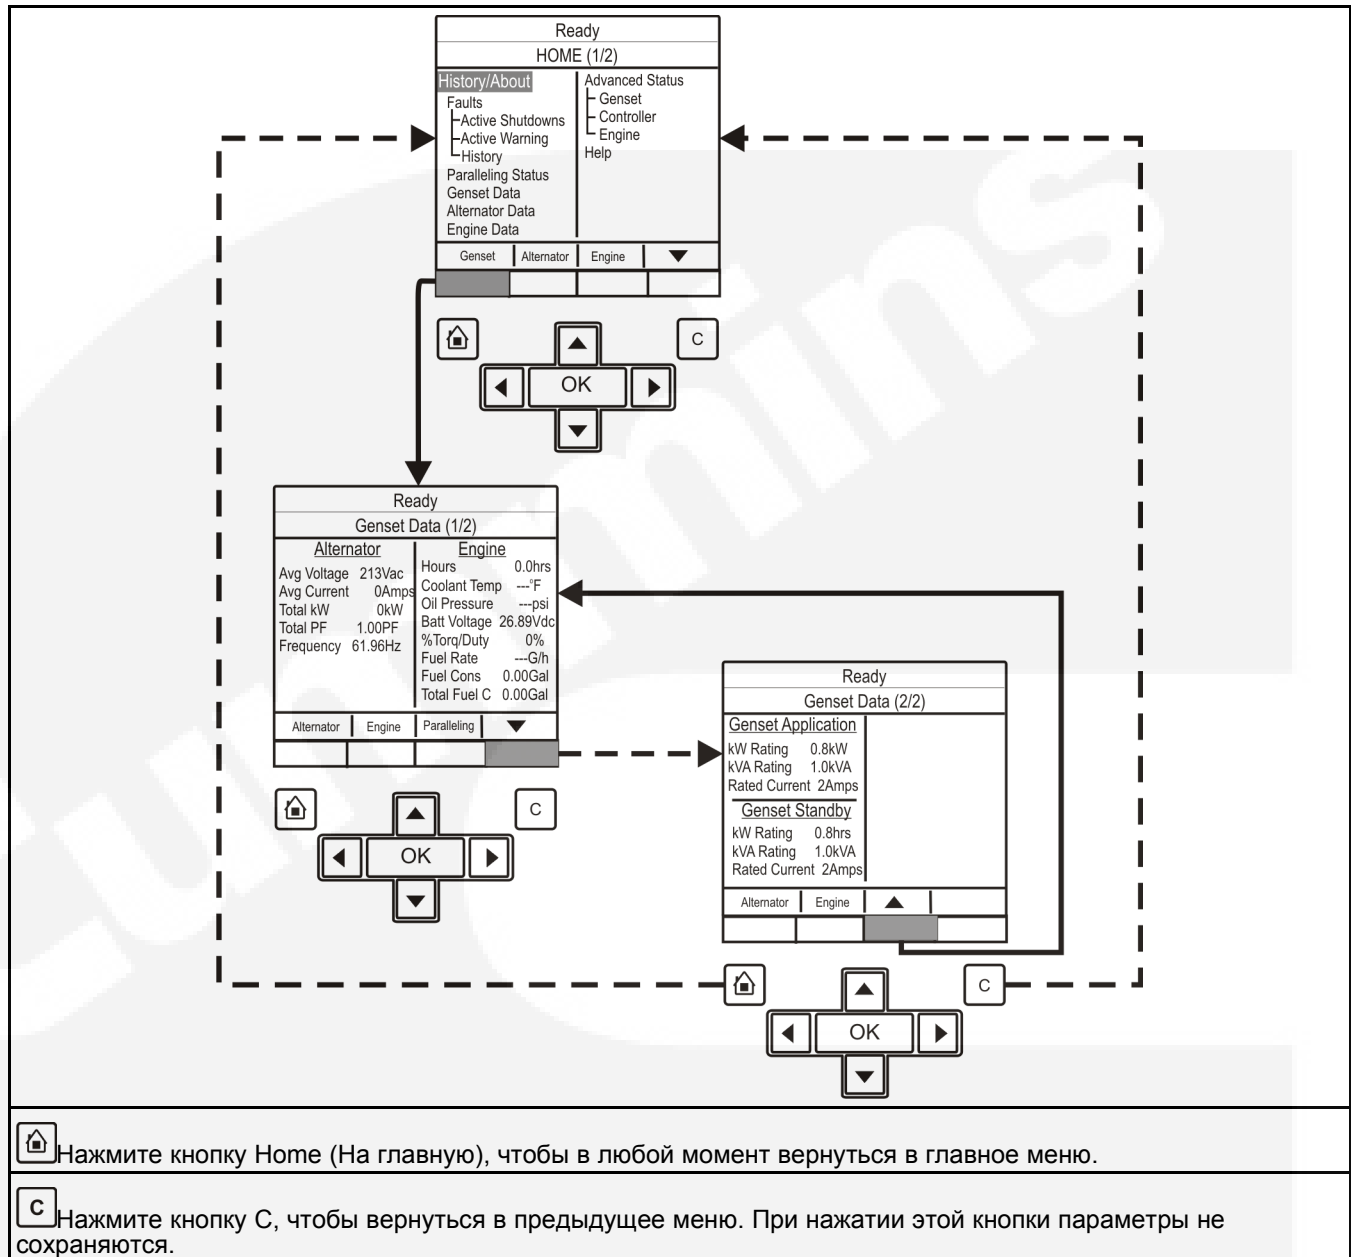 Ready
HOME (1/2)
History/About
Faults
Active Shutdowns
Active Warning
History
Paralleling Status
Genset Data
Alternator Data
Engine Data
Advanced Status
Genset
Controller
Engine
Help
Genset Alternator Engine
C
OK
Ready
Genset Data (1/2)
Alternator
Avg Voltage 213Vac
Avg Current 0Amps
Total kW 0kW
Total PF 1.00PF
Frequency 61.96Hz
Engine
Hours 0.0hrs
Coolant Temp ---°F
Oil Pressure ---psi
Batt Voltage 26.89Vdc
%Torq/Duty 0%
Fuel Rate ---G/h
Fuel Cons 0.00Gal
Total Fuel C 0.00Gal
Alternator Engine Paralleling
C
OK
Ready
Genset Data (2/2)
Genset Application
kW Rating 0.8kW
kVA Rating 1.0kVA
Rated Current 2Amps
Genset Standby
kW Rating 0.8hrs
kVA Rating 1.0kVA
Rated Current 2Amps
Alternator Engine
C
OK
Нажмите кнопку Home (На главную), чтобы в любой момент вернуться в главное меню.
C Нажмите кнопку C, чтобы вернуться в предыдущее меню. При нажатии этой кнопки параметры не
сохраняются.
Cummins